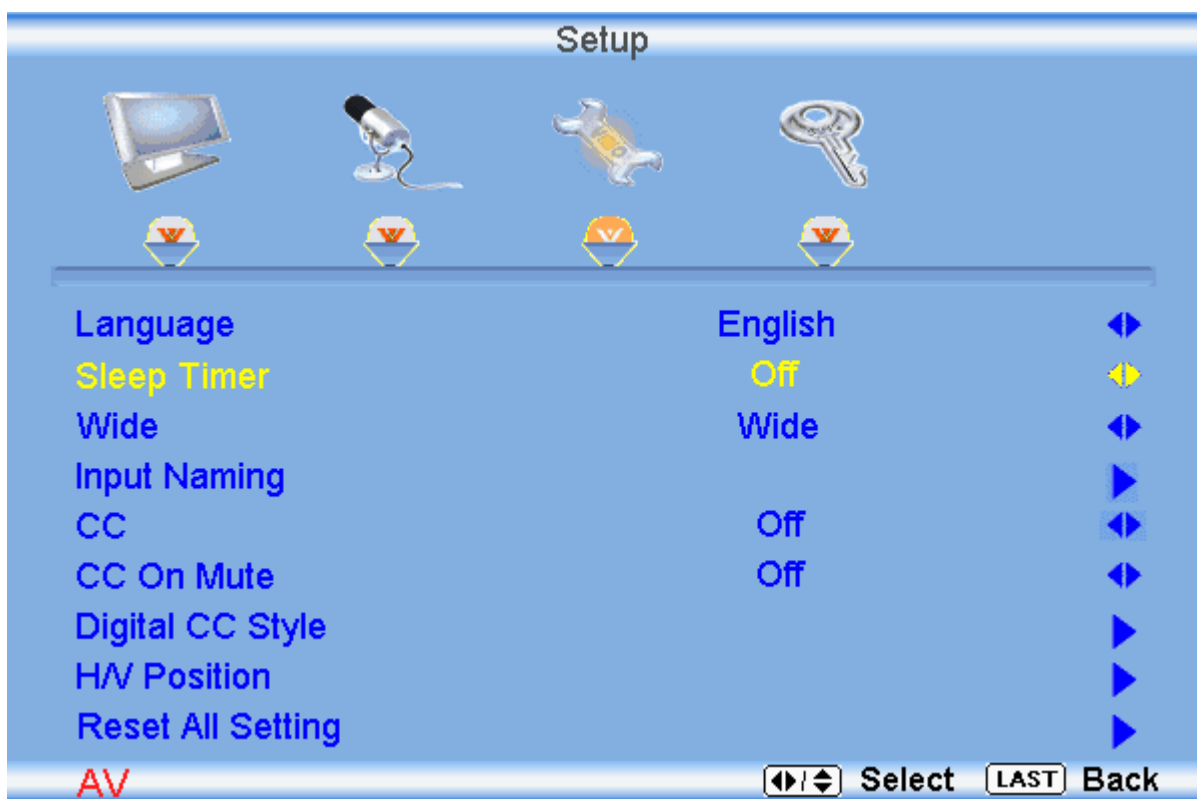 Setup
Language English
Sleep Timer Off
Wide Wide
Input Naming
CC Off
CC On Mute Off
Digital CC Style
H/V Position
Reset All Setting
AV / Select LAST Back